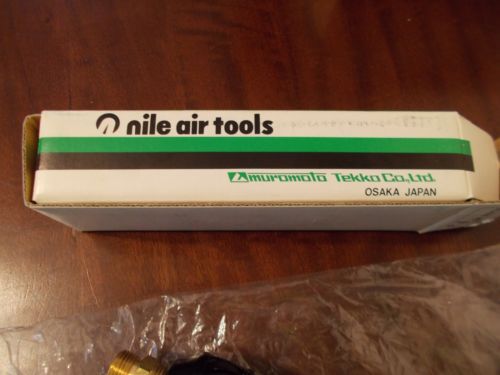 nile air tools
muromoto Tekko Co., Ltd.
OSAKA JAPAN